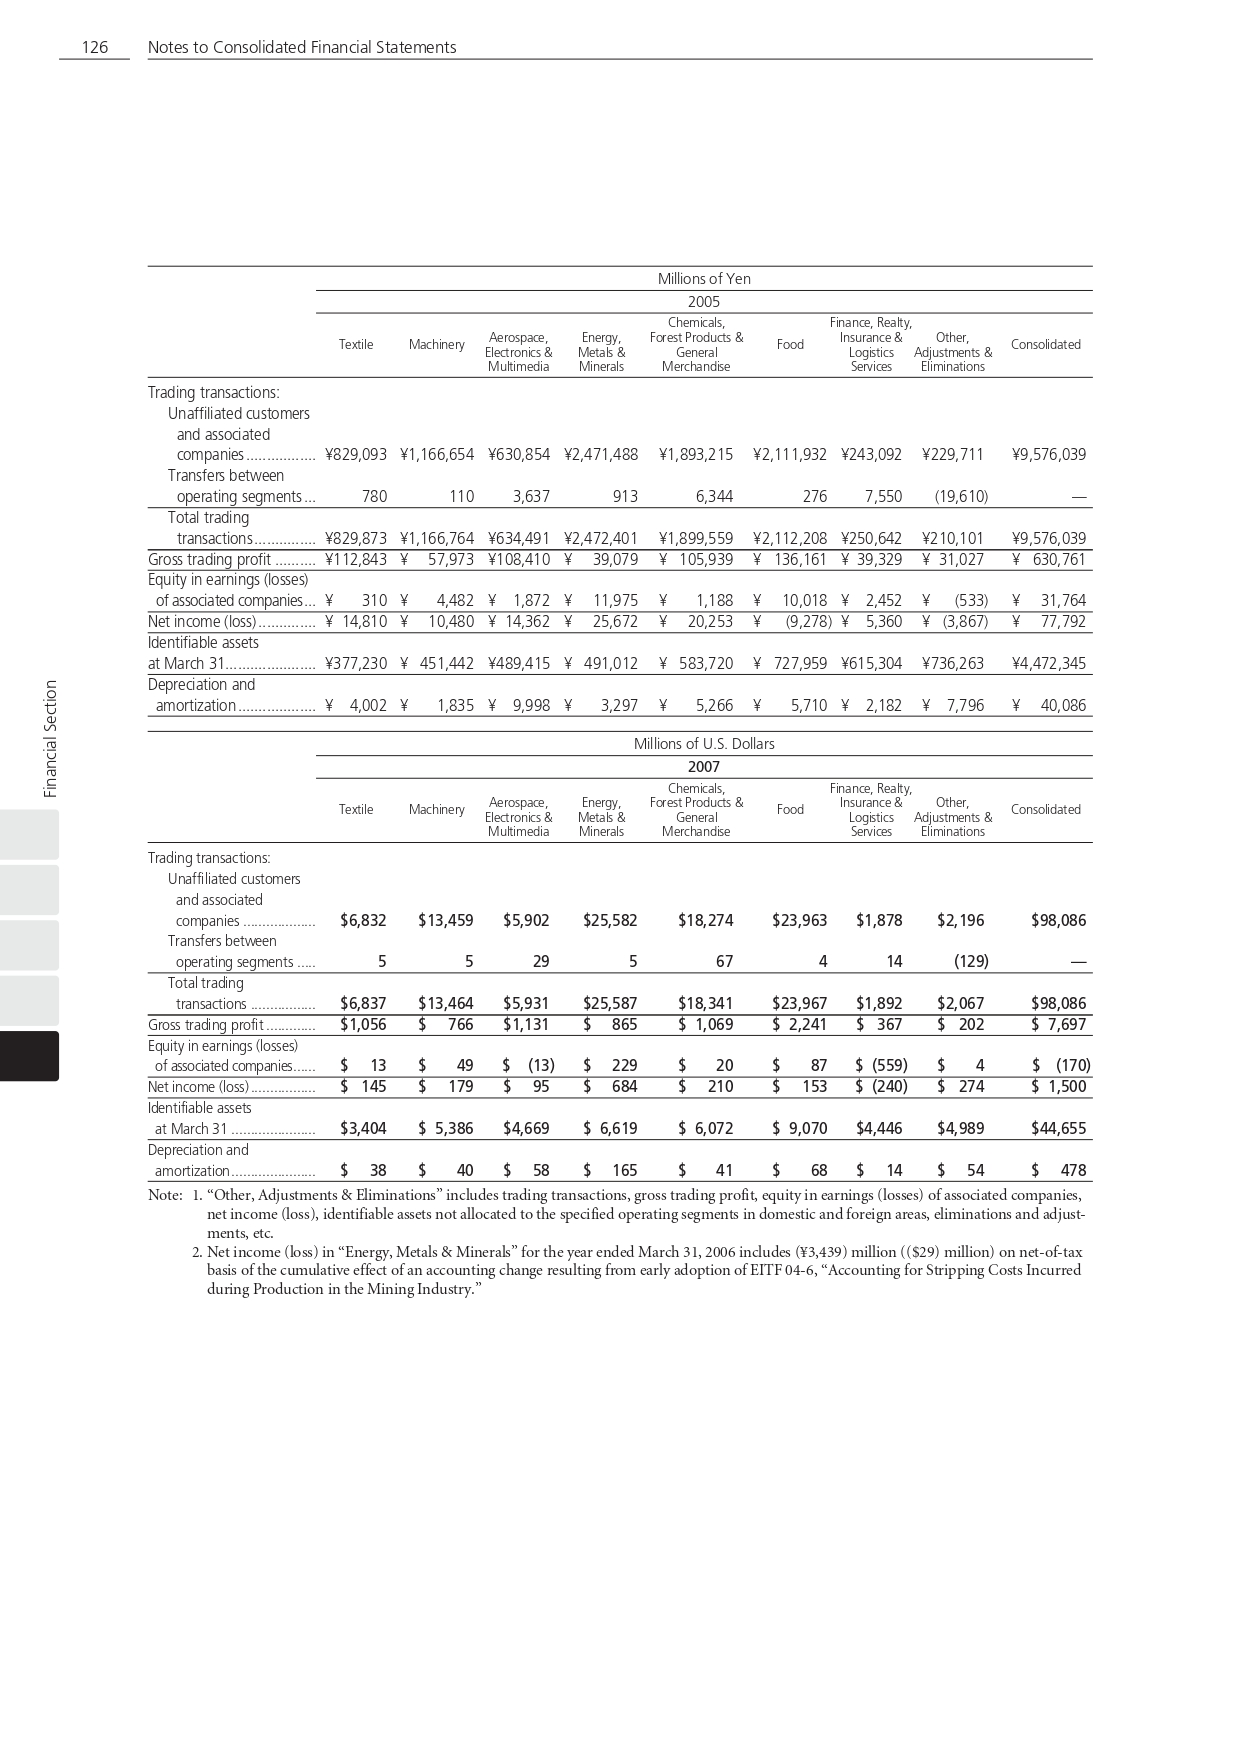 126 Notes to Consolidated Financial Statements
Millions of Yen
2005
Textile Machinery Aerospace, Electronics & Multimedia Energy, Metals & Minerals Chemicals, Forest Products & General Merchandise Food Finance, Realty, Insurance & Logistics Services Other, Adjustments & Eliminations Consolidated
Trading transactions:
Unaffiliated customers
and associated
companies ................. ¥829,093 ¥1,166,654 ¥630,854 ¥2,471,488 ¥1,893,215 ¥2,111,932 ¥243,092 ¥229,711 ¥9,576,039
Transfers between
operating segments ... 780 110 3,637 913 6,344 276 7,550 (19,610) —
Total trading
transactions............... ¥829,873 ¥1,166,764 ¥634,491 ¥2,472,401 ¥1,899,559 ¥2,112,208 ¥250,642 ¥210,101 ¥9,576,039
Gross trading profit .......... ¥112,843 ¥ 57,973 ¥108,410 ¥ 39,079 ¥ 105,939 ¥ 136,161 ¥ 39,329 ¥ 31,027 ¥ 630,761
Equity in earnings (losses)
of associated companies... ¥ 310 ¥ 4,482 ¥ 1,872 ¥ 11,975 ¥ 1,188 ¥ 10,018 ¥ 2,452 ¥ (533) ¥ 31,764
Net income (loss).............. ¥ 14,810 ¥ 10,480 ¥ 14,362 ¥ 25,672 ¥ 20,253 ¥ (9,278) ¥ 5,360 ¥ (3,867) ¥ 77,792
Identifiable assets
at March 31...................... ¥377,230 ¥ 451,442 ¥489,415 ¥ 491,012 ¥ 583,720 ¥ 727,959 ¥615,304 ¥736,263 ¥4,472,345
Depreciation and
amortization................... ¥ 4,002 ¥ 1,835 ¥ 9,998 ¥ 3,297 ¥ 5,266 ¥ 5,710 ¥ 2,182 ¥ 7,796 ¥ 40,086
Financial Section
Millions of U.S. Dollars
2007
Textile Machinery Aerospace, Electronics & Multimedia Energy, Metals & Minerals Chemicals, Forest Products & General Merchandise Food Finance, Realty, Insurance & Logistics Services Other, Adjustments & Eliminations Consolidated
Trading transactions:
Unaffiliated customers
and associated
companies ................... $6,832 $13,459 $5,902 $25,582 $18,274 $23,963 $1,878 $2,196 $98,086
Transfers between
operating segments ..... 5 5 29 5 67 4 14 (129) —
Total trading
transactions ................. $6,837 $13,464 $5,931 $25,587 $18,341 $23,967 $1,892 $2,067 $98,086
Gross trading profit............. $1,056 $ 766 $1,131 $ 865 $ 1,069 $ 2,241 $ 367 $ 202 $ 7,697
Equity in earnings (losses)
of associated companies...... $ 13 $ 49 $ (13) $ 229 $ 20 $ 87 $ (559) $ 4 $ (170)
Net income (loss)................. $ 145 $ 179 $ 95 $ 684 $ 210 $ 153 $ (240) $ 274 $ 1,500
Identifiable assets
at March 31 ...................... $3,404 $ 5,386 $4,669 $ 6,619 $ 6,072 $ 9,070 $4,446 $4,989 $44,655
Depreciation and
amortization...................... $ 38 $ 40 $ 58 $ 165 $ 41 $ 68 $ 14 $ 54 $ 478
Note: 1. “Other, Adjustments & Eliminations” includes trading transactions, gross trading profit, equity in earnings (losses) of associated companies,
net income (loss), identifiable assets not allocated to the specified operating segments in domestic and foreign areas, eliminations and adjust-
ments, etc.
2. Net income (loss) in “Energy, Metals & Minerals” for the year ended March 31, 2006 includes (¥3,439) million (($29) million) on net-of-tax
basis of the cumulative effect of an accounting change resulting from early adoption of EITF 04-6, “Accounting for Stripping Costs Incurred
during Production in the Mining Industry.”